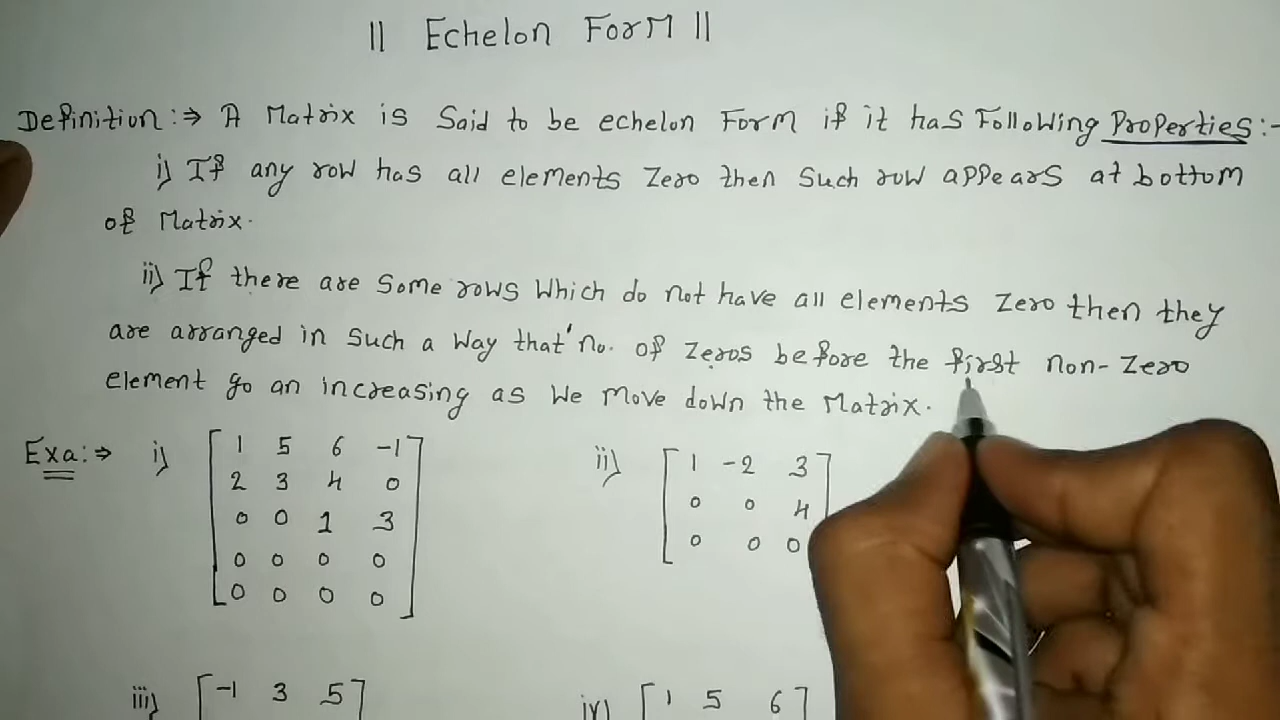 || Echelon Form ||
Definition :⇒ A Matrix is Said to be echelon Form if it has Following Properties :-
i) If any row has all elements Zero then Such row appears at bottom
of Matrix.
ii) If there are Some rows Which do not have all elements Zero then they
are arranged in Such a Way that' no. of Zeros before the first non-Zero
element go an increasing as We move down the Matrix.
Exa :⇒ i) [ 1 5 6 -1 ] ii) [ 1 -2 3 ]
2 3 4 0 0 0 4
0 0 1 3 0 0 0
0 0 0 0
0 0 0 0
iii) [ -1 3 5 ] iv) [ 1 5 6 ]